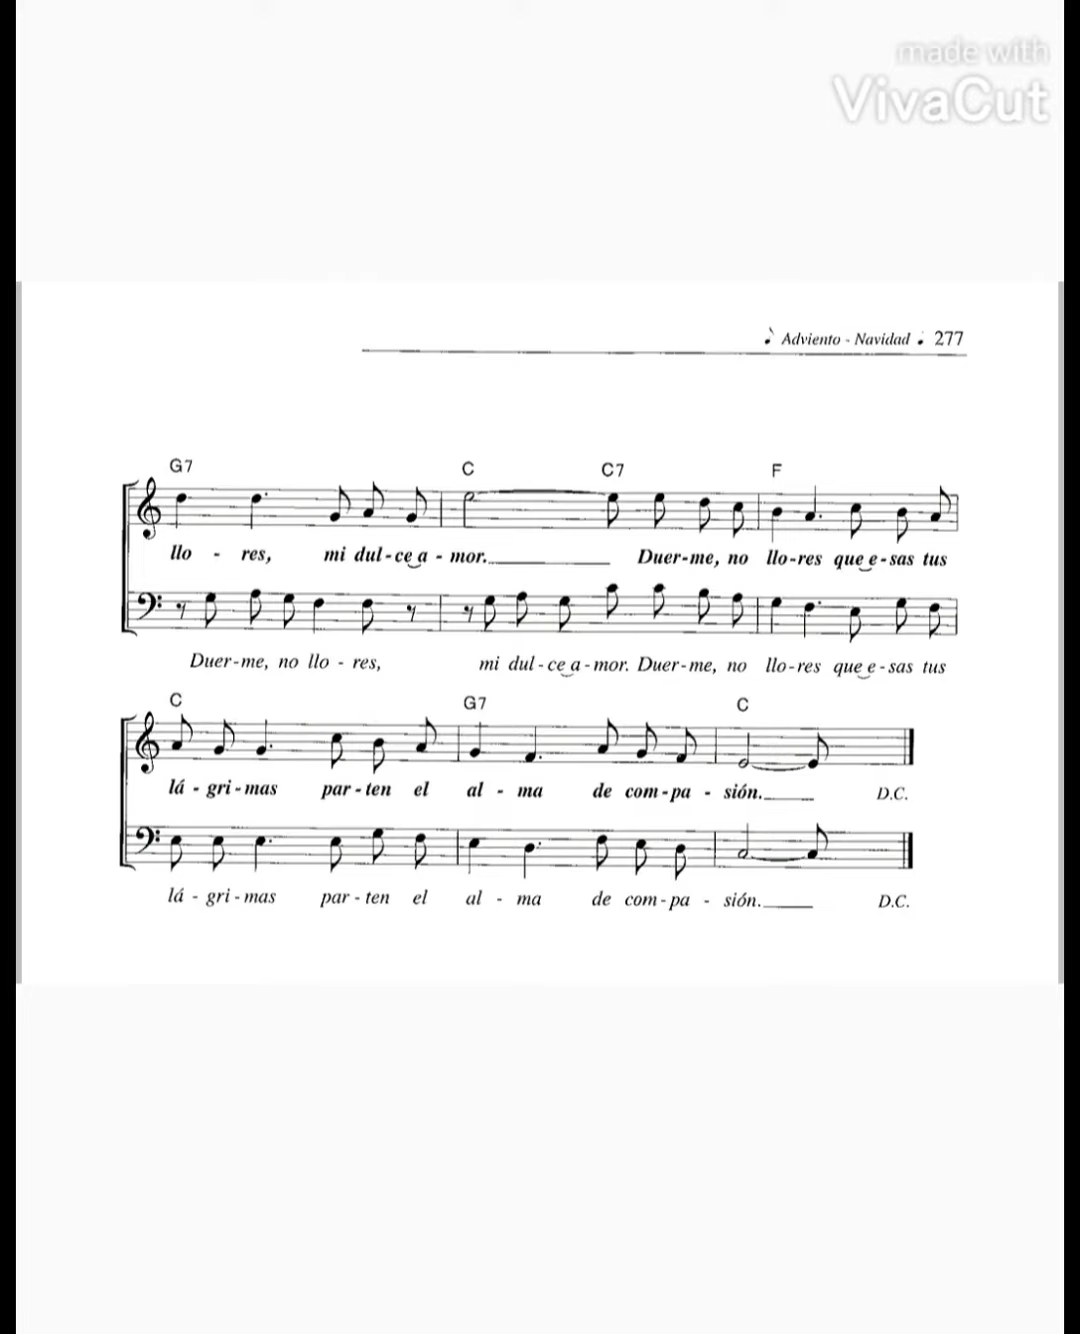 made with
VivaCut
Adviento - Navidad 277
G7 C C7 F
llo - res, mi dul-ce a - mor. Duer-me, no llo-res que e-sas tus
Duer-me, no llo - res, mi dul-ce a-mor. Duer-me, no llo-res que e-sas tus
C G7 C
lá - gri-mas par-ten el al - ma de com-pa - sión. D.C.
lá - gri-mas par-ten el al - ma de com-pa - sión. D.C.